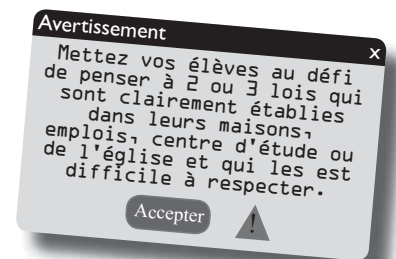 Avertissement x
Mettez vos élèves au défi
de penser à 2 ou 3 lois qui
sont clairement établies
dans leurs maisons,
emplois, centre d'étude ou
de l'église et qui les est
difficile à respecter.
Accepter !